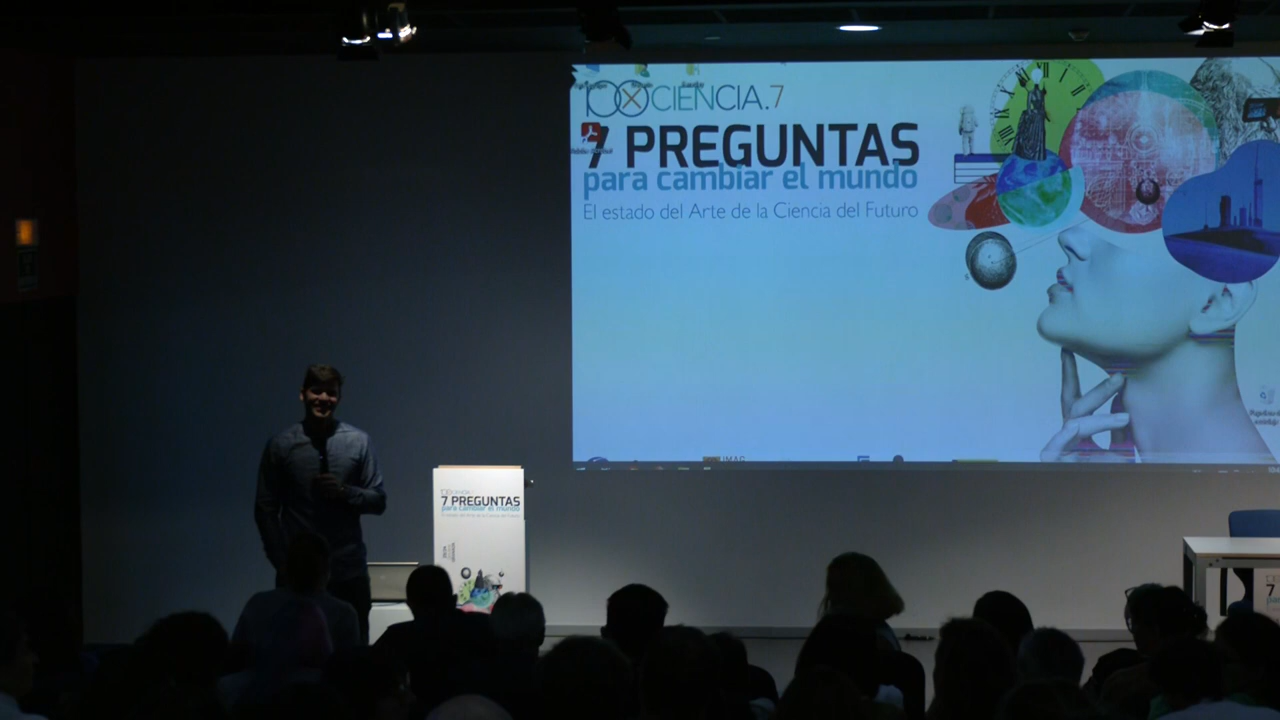 100XCIENCIA.7
7 PREGUNTAS
para cambiar el mundo
El estado del Arte de la Ciencia del Futuro
7 PREGUNTAS
para cambiar el mundo
7